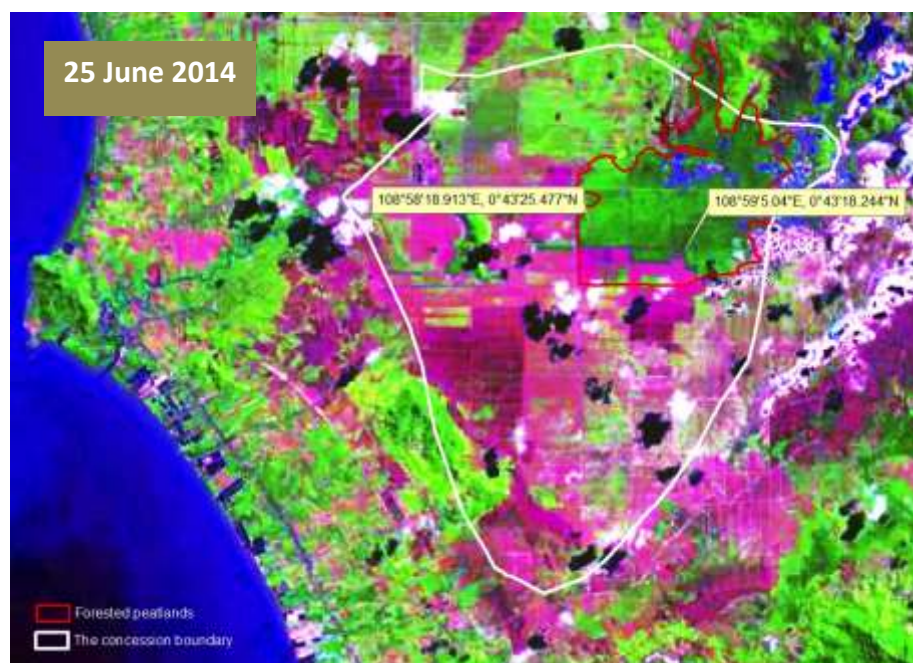 25 June 2014
108°58'18.913"E, 0°43'25.477"N
108°59'5.04"E, 0°43'18.244"N
Forested peatlands
The concession boundary